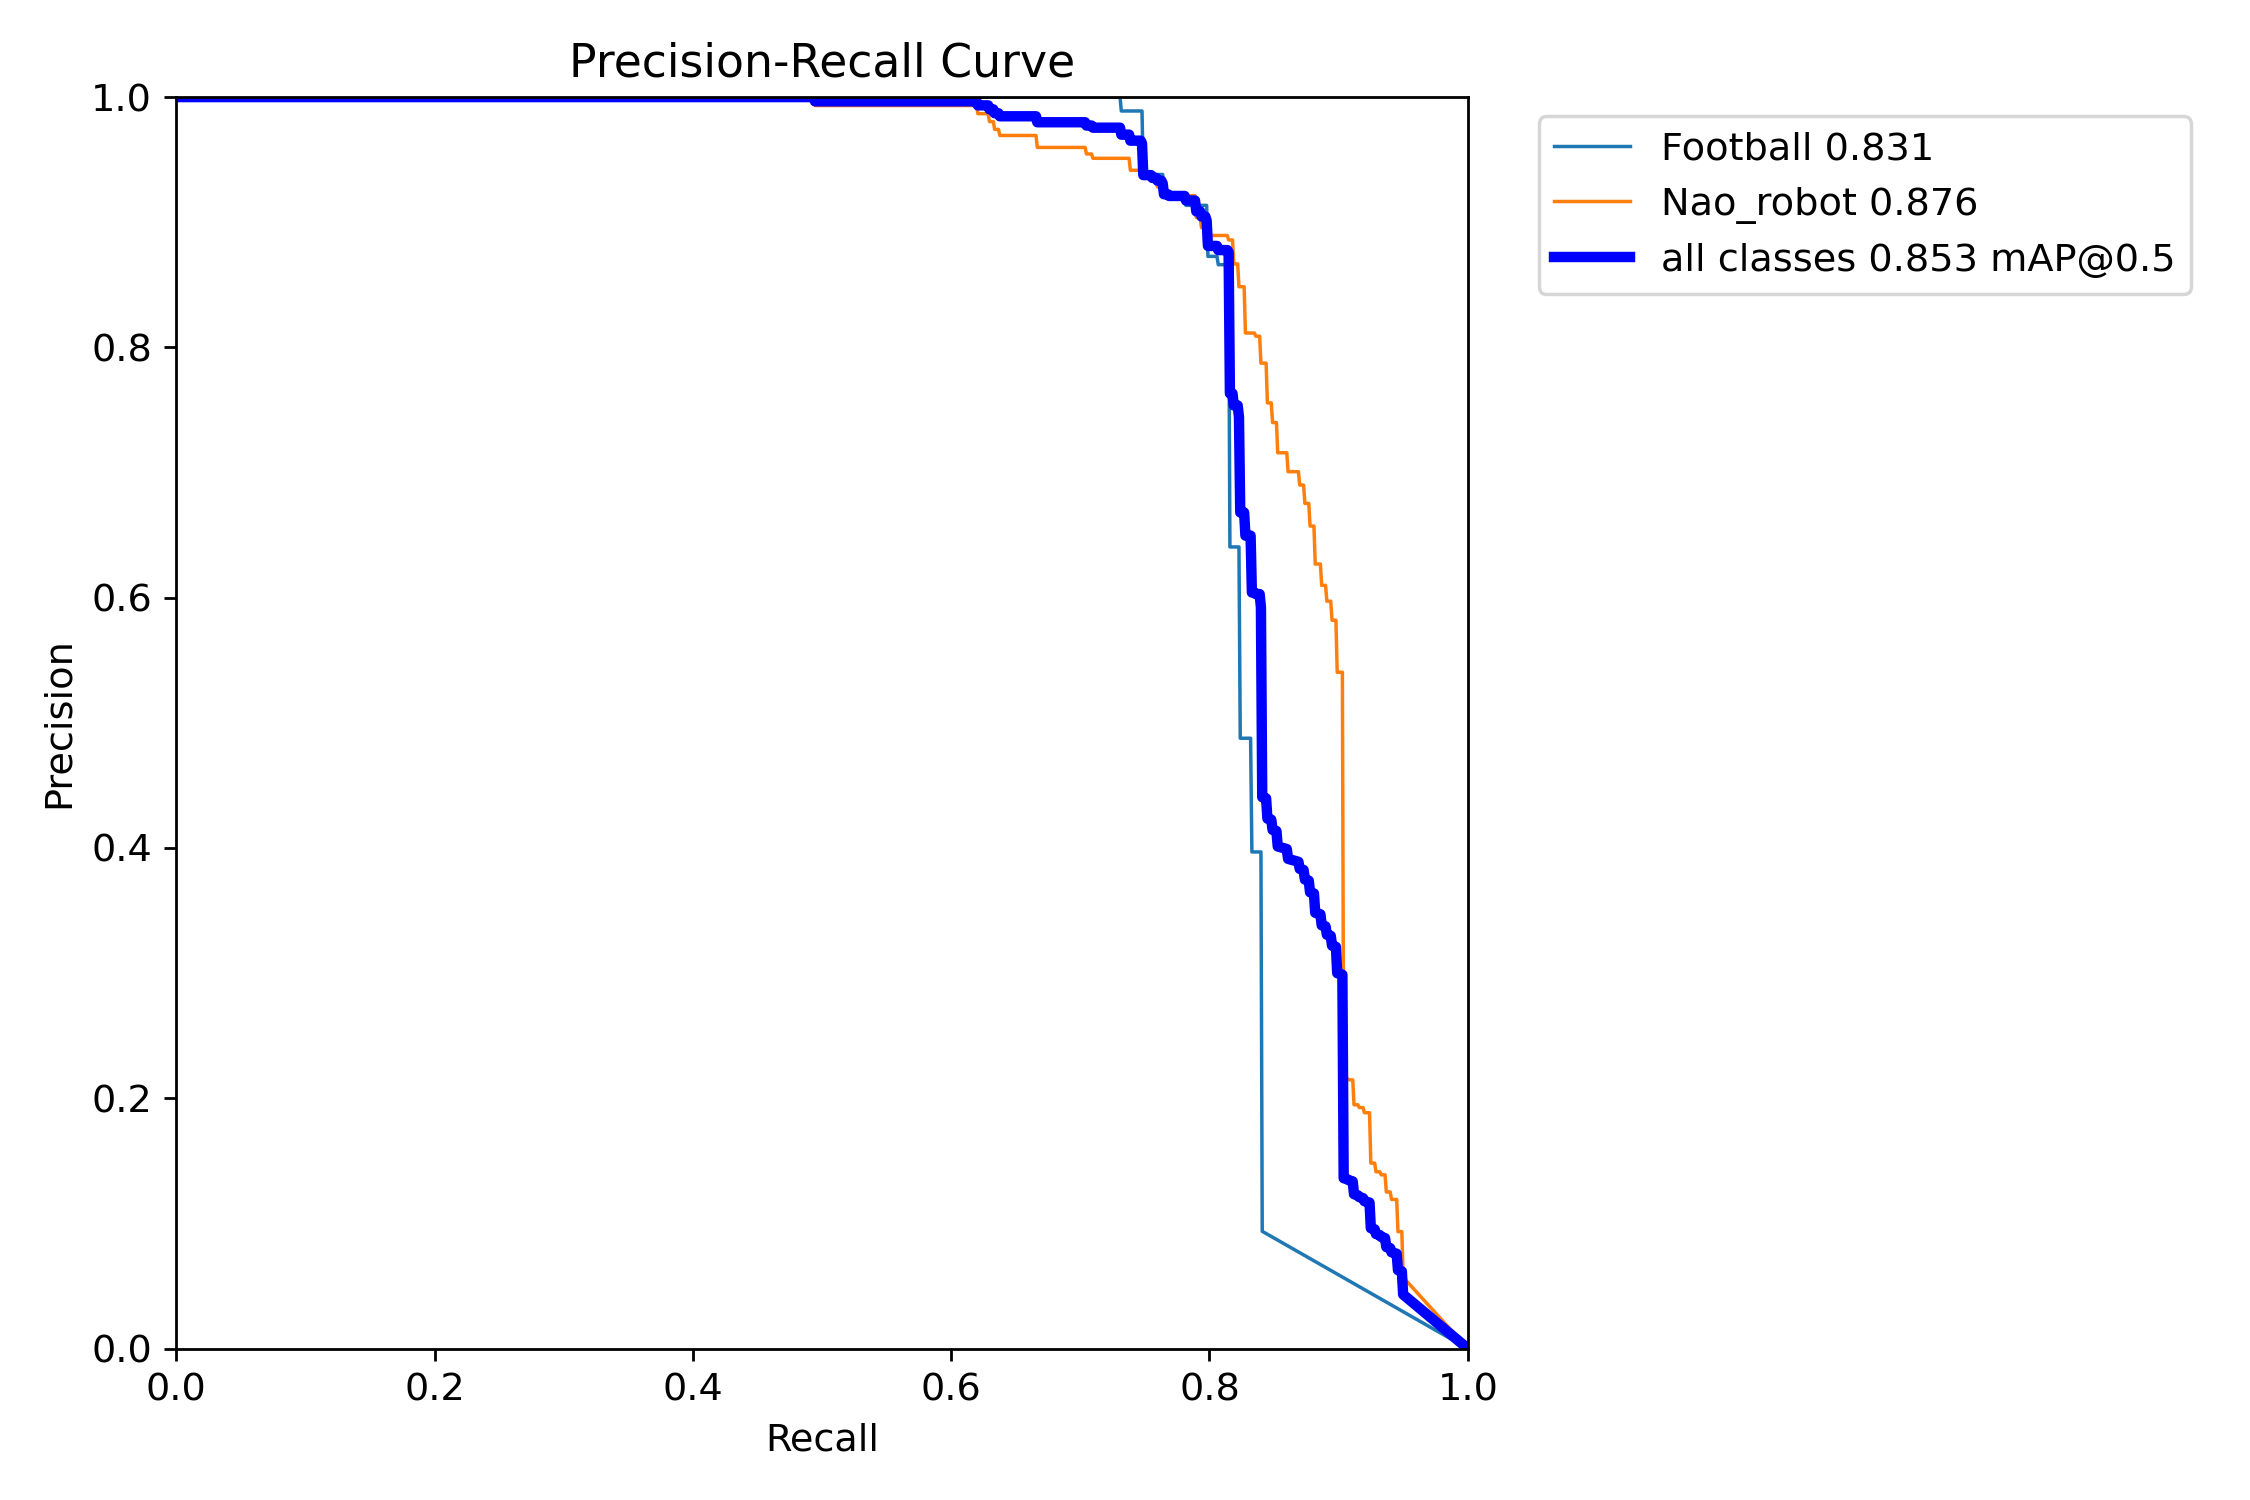 Precision-Recall Curve
1.0
0.8
0.6
0.4
0.2
0.0
Precision
0.0 0.2 0.4 0.6 0.8 1.0
Recall
Football 0.831
Nao_robot 0.876
all classes 0.853 mAP@0.5